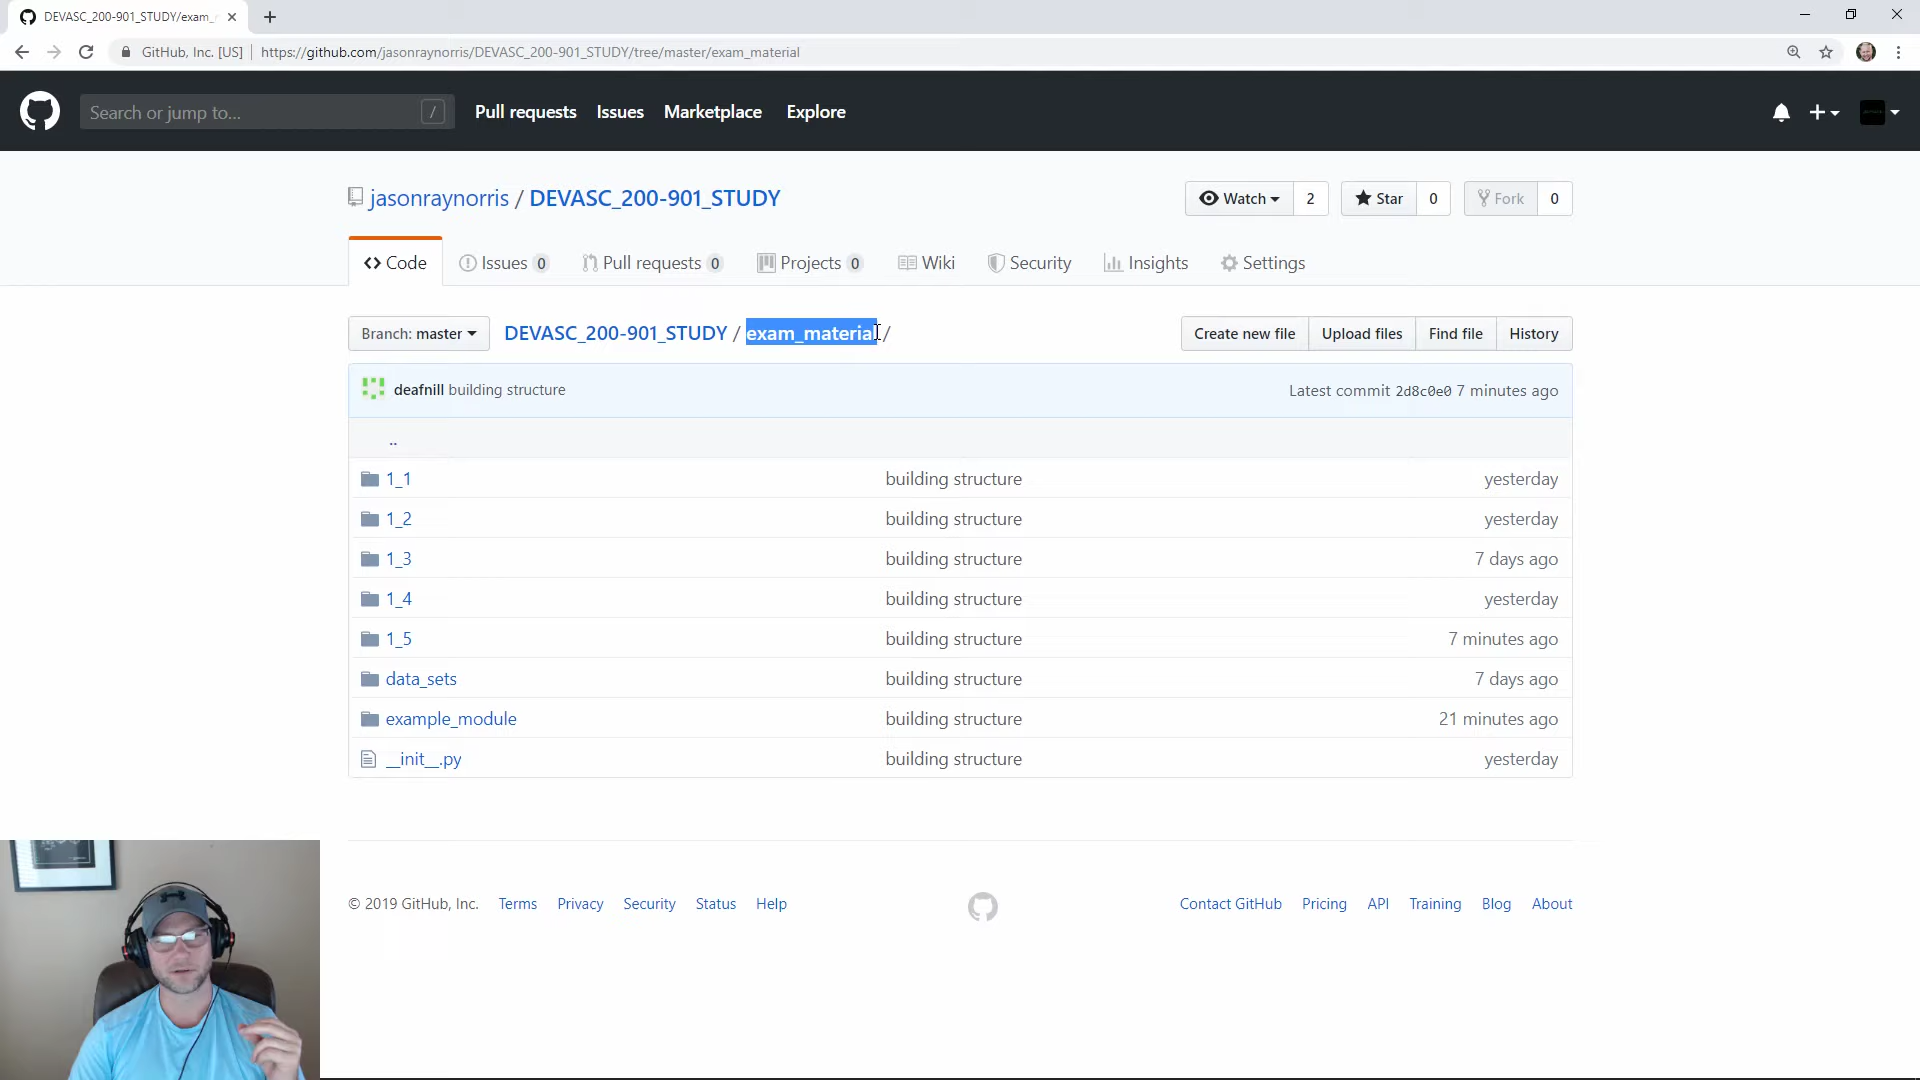 DEVASC_200-901_STUDY/exam_
GitHub, Inc. [US] https://github.com/jasonraynorris/DEVASC_200-901_STUDY/tree/master/exam_material
Search or jump to... / Pull requests Issues Marketplace Explore
jasonraynorris / DEVASC_200-901_STUDY Watch 2 Star 0 Fork 0
Code Issues 0 Pull requests 0 Projects 0 Wiki Security Insights Settings
Branch: master DEVASC_200-901_STUDY / exam_material / Create new file Upload files Find file History
deafnill building structure Latest commit 2d8c0e0 7 minutes ago
..
1_1 building structure yesterday
1_2 building structure yesterday
1_3 building structure 7 days ago
1_4 building structure yesterday
1_5 building structure 7 minutes ago
data_sets building structure 7 days ago
example_module building structure 21 minutes ago
__init__.py building structure yesterday
© 2019 GitHub, Inc. Terms Privacy Security Status Help Contact GitHub Pricing API Training Blog About